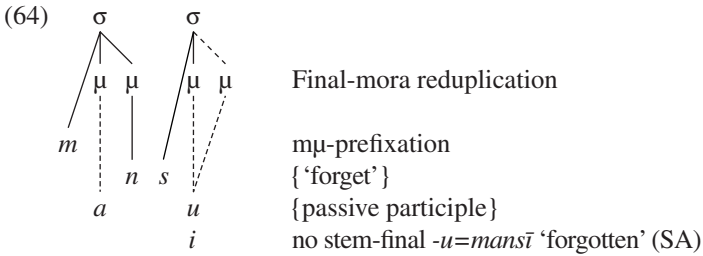 (64) σ σ
μ μ μ μ Final-mora reduplication
m mμ-prefixation
n s {‘forget’}
a u {passive participle}
i no stem-final -u=mansī ‘forgotten’ (SA)